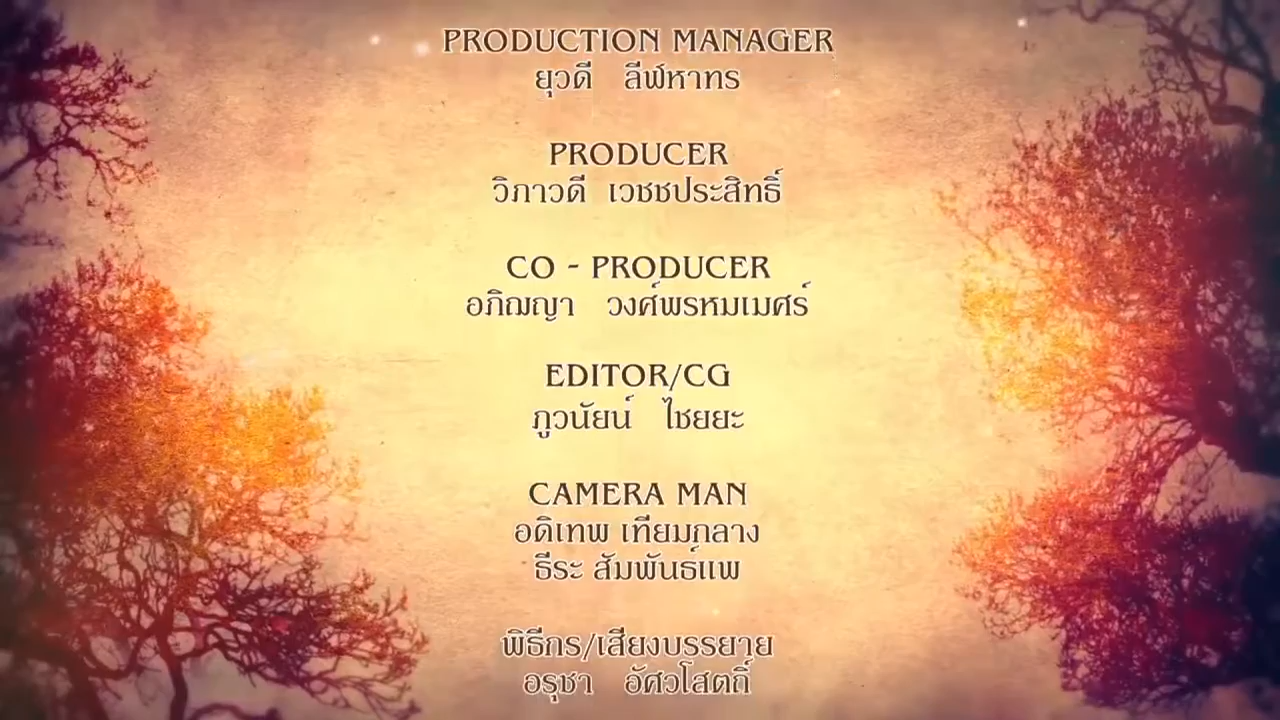 PRODUCTION MANAGER
ยุวดี ลีฬหาทร
PRODUCER
วิภาวดี เวชชประสิทธิ์
CO - PRODUCER
อภิฌญา วงศ์พรหมเมศร์
EDITOR/CG
ภูวนัยน์ ไชยยะ
CAMERA MAN
อดิเทพ เทียมกลาง
ธีระ สัมพันธ์แพ
พิธีกร/เสียงบรรยาย
อรุชา อัศวโสตถิ์